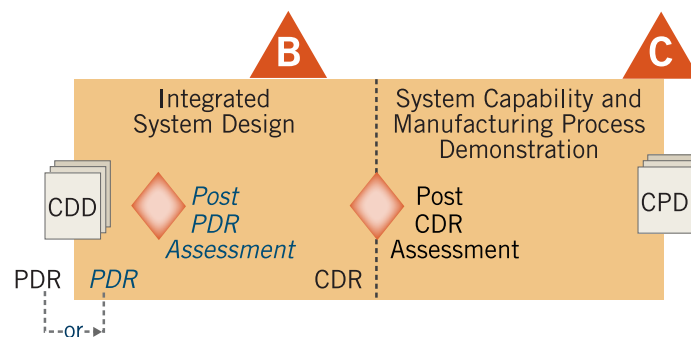 B
C
Integrated
System Design
System Capability and
Manufacturing Process
Demonstration
CDD
Post
PDR
Assessment
Post
CDR
Assessment
CPD
PDR
PDR
CDR
or